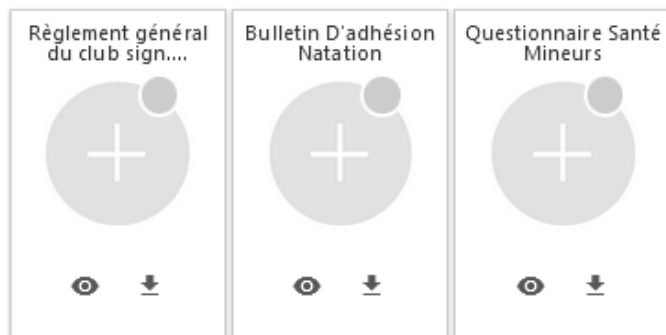 Règlement général
du club sign....
Bulletin D'adhésion
Natation
Questionnaire Santé
Mineurs